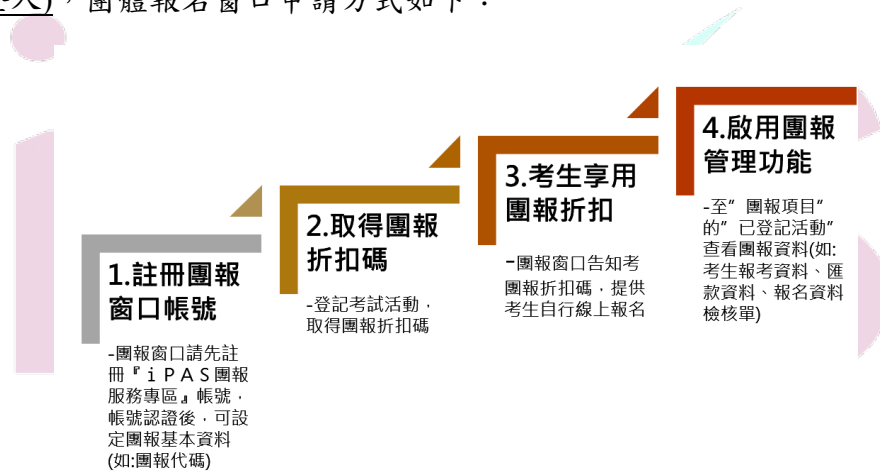 )，團體報名窗口申請方式如下：
1.註冊團報
窗口帳號
-團報窗口請先註
冊『ｉＰＡＳ團報
服務專區』帳號，
帳號認證後，可設
定團報基本資料
(如:團報代碼)
2.取得團報
折扣碼
-登記考試活動，
取得團報折扣碼
3.考生享用
團報折扣
-團報窗口告知考
團報折扣碼，提供
考生自行線上報名
4.啟用團報
管理功能
-至”團報項目”
的”已登記活動”
查看團報資料(如:
考生報考資料、匯
款資料、報名資料
檢核單)